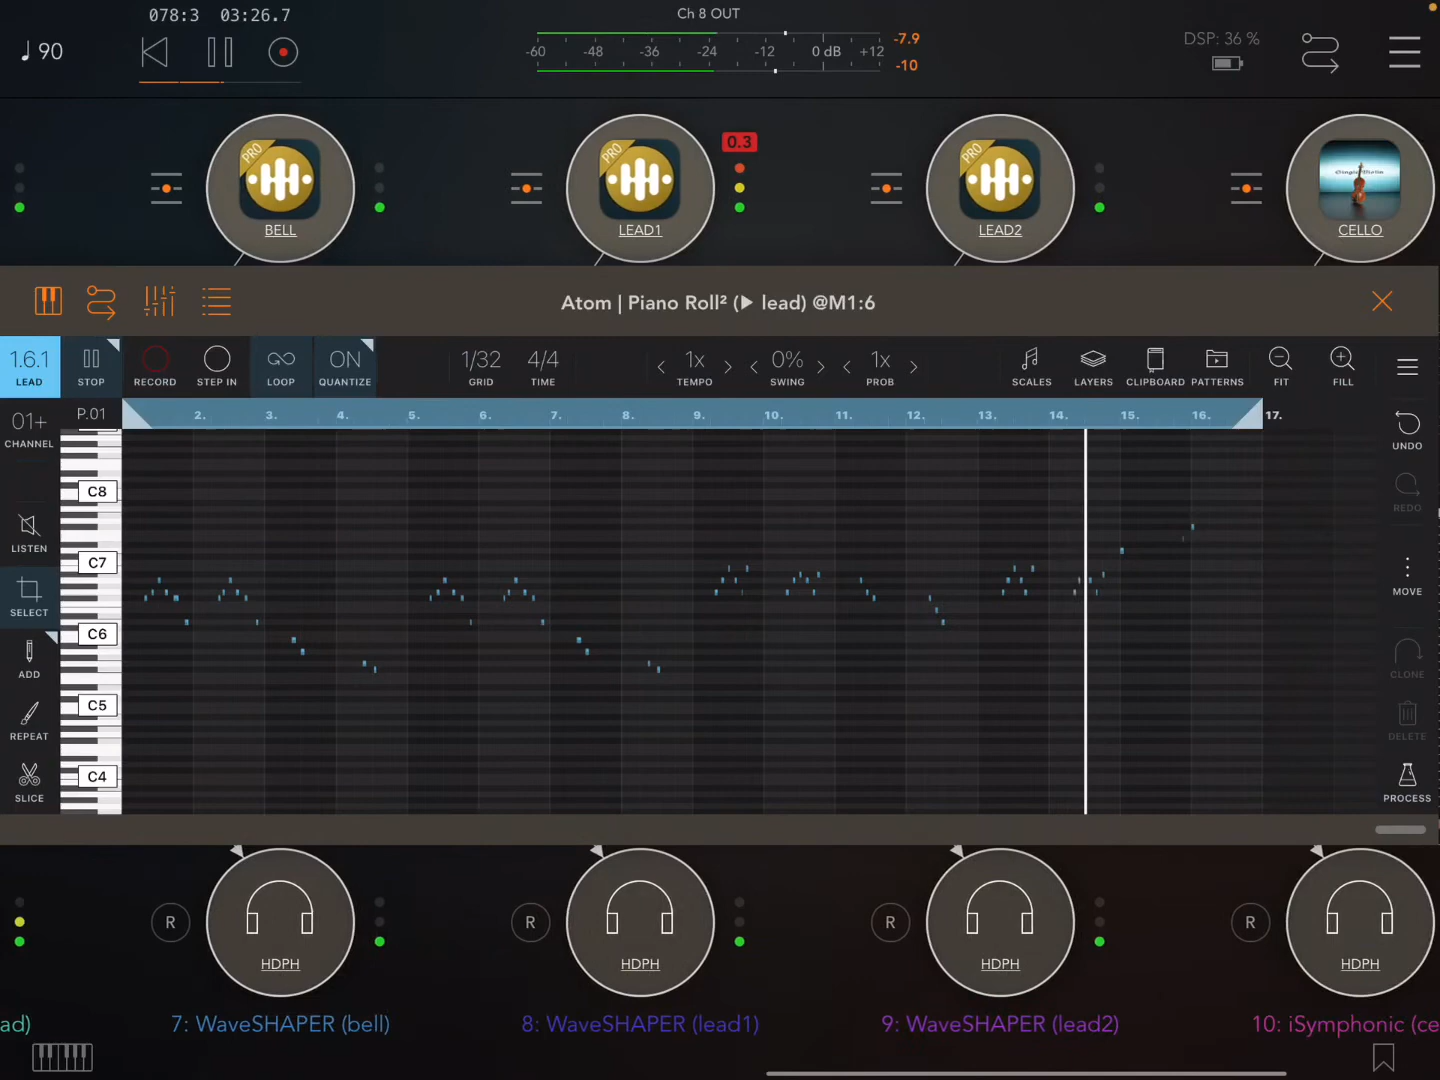 078:3 03:26.7
Ch 8 OUT
♩ 90
-60 -48 -36 -24 -12 0 dB +12
-7.9
-10
DSP: 36 %
PRO
BELL
PRO
LEAD1
0.3
PRO
LEAD2
CELLO
Atom | Piano Roll² (▶ lead) @M1:6
1.6.1
LEAD
STOP
RECORD
STEP IN
LOOP
ON
QUANTIZE
1/32
GRID
4/4
TIME
1x
TEMPO
0%
SWING
1x
PROB
SCALES
LAYERS
CLIPBOARD
PATTERNS
FIT
FILL
01+
CHANNEL
P.01
2. 3. 4. 5. 6. 7. 8. 9. 10. 11. 12. 13. 14. 15. 16. 17.
UNDO
C8
REDO
LISTEN
C7
SELECT
MOVE
C6
ADD
CLONE
C5
REPEAT
DELETE
C4
SLICE
PROCESS
R
HDPH
R
HDPH
R
HDPH
R
HDPH
ad)
7: WaveSHAPER (bell)
8: WaveSHAPER (lead1)
9: WaveSHAPER (lead2)
10: iSymphonic (ce